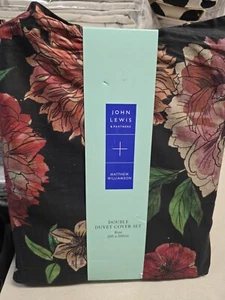 JOHN
LEWIS
& PARTNERS
MATTHEW
WILLIAMSON
DOUBLE
DUVET COVER SET